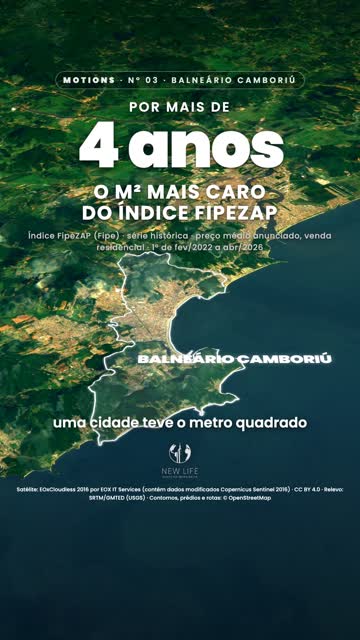 MOTIONS · Nº 03 · BALNEÁRIO CAMBORIÚ
POR MAIS DE
4 anos
O M² MAIS CARO
DO ÍNDICE FIPEZAP
Índice FipeZAP (Fipe) · série histórica · preço médio anunciado, venda
residencial · 1º de fev/2022 a abr/2026
BALNEÁRIO CAMBORIÚ
uma cidade teve o metro quadrado
NEW LIFE
Satélite: EOxCloudless 2016 por EOX IT Services (contém dados modificados Copernicus Sentinel 2016) · CC BY 4.0 · Relevo:
SRTM/GMTED (USGS) · Contornos, prédios e rotas: © OpenStreetMap